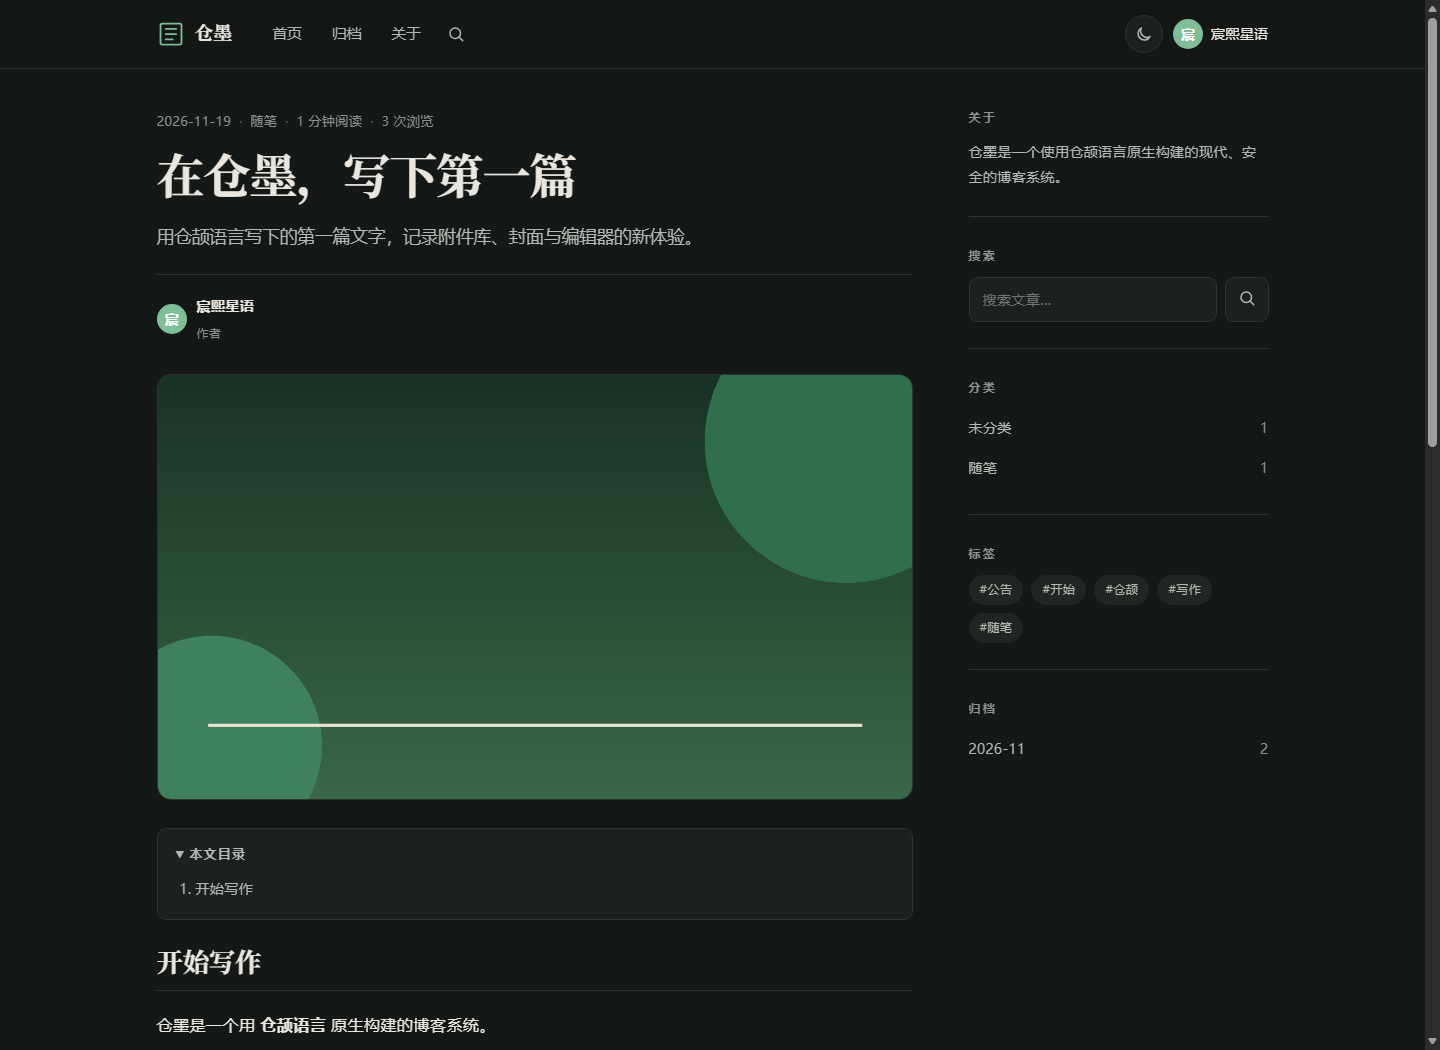 仓墨
首页 归档 关于
宸 宸熙星语
2026-11-19 · 随笔 · 1 分钟阅读 · 3 次浏览
在仓墨，写下第一篇
用仓颉语言写下的第一篇文字，记录附件库、封面与编辑器的新体验。
宸 宸熙星语
作者
本文目录
1. 开始写作
开始写作
仓墨是一个用 仓颉语言 原生构建的博客系统。
关于
仓墨是一个使用仓颉语言原生构建的现代、安
全的博客系统。
搜索
搜索文章...
分类
未分类 1
随笔 1
标签
#公告 #开始 #仓颉 #写作
#随笔
归档
2026-11 2